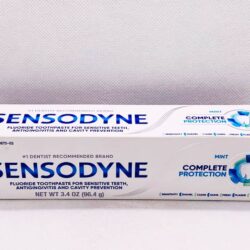 SENSODYNE
MINT
COMPLETE
PROTECTION
FLUORIDE TOOTHPASTE FOR SENSITIVE TEETH,
ANTIGINGIVITIS AND CAVITY PREVENTION
#1 DENTIST RECOMMENDED BRAND
SENSODYNE
MINT
COMPLETE
PROTECTION
FLUORIDE TOOTHPASTE FOR SENSITIVE TEETH,
ANTIGINGIVITIS AND CAVITY PREVENTION
NET WT 3.4 OZ (96.4 g)